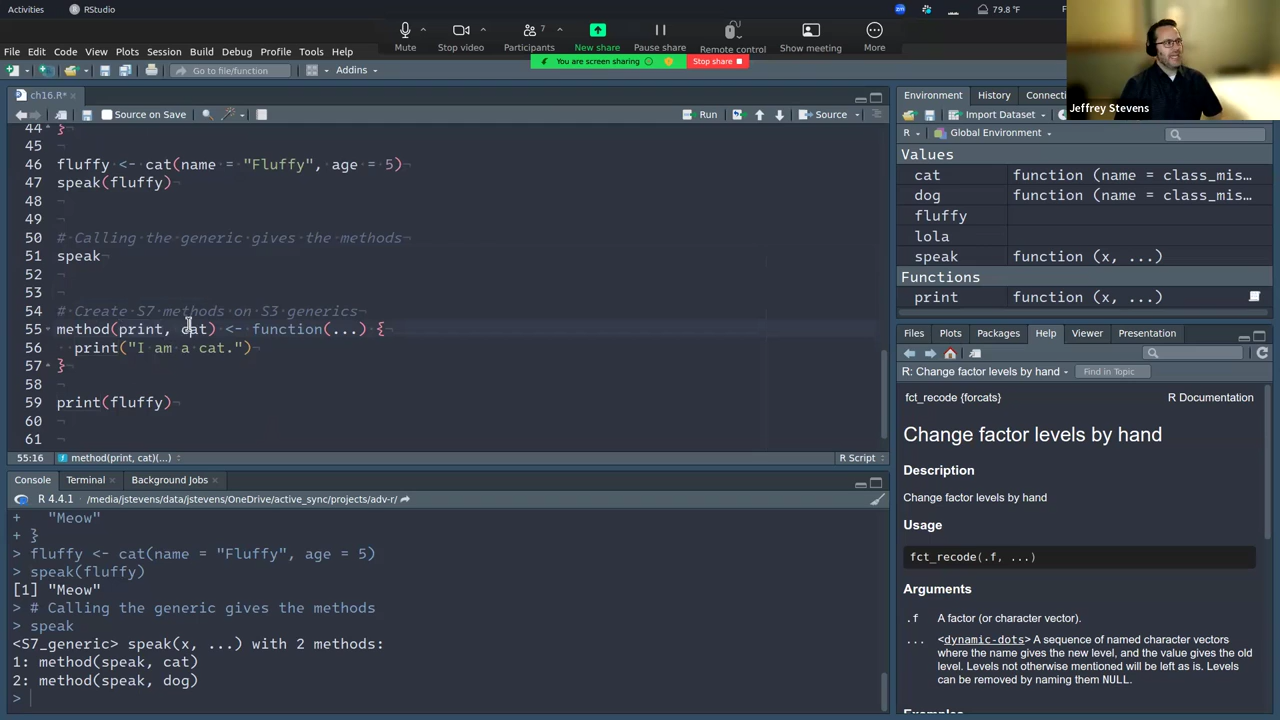 Activities
RStudio
79.8 °F
Mute
Stop video
Participants
7
New share
Pause share
Remote control
Show meeting
More
You are screen sharing
Stop share
Jeffrey Stevens
File Edit Code View Plots Session Build Debug Profile Tools Help
Go to file/function
Addins
ch16.R*
Source on Save
Run
Source
44 }
45
46 fluffy <- cat(name = "Fluffy", age = 5)
47 speak(fluffy)
48
49
50 # Calling the generic gives the methods
51 speak
52
53
54 # Create S7 methods on S3 generics
55 method(print, cat) <- function(...) {
56 print("I am a cat.")
57 }
58
59 print(fluffy)
60
61
55:16 method(print, cat)(...) R Script
Console Terminal Background Jobs
R 4.4.1 · /media/jstevens/data/jstevens/OneDrive/active_sync/projects/adv-r/
+ "Meow"
+ }
> fluffy <- cat(name = "Fluffy", age = 5)
> speak(fluffy)
[1] "Meow"
> # Calling the generic gives the methods
> speak
<S7_generic> speak(x, ...) with 2 methods:
1: method(speak, cat)
2: method(speak, dog)
>
Environment History Connecti
Import Dataset
R Global Environment
Values
cat function (name = class_mis…
dog function (name = class_mis…
fluffy
lola
speak function (x, ...)
Functions
print function (x, ...)
Files Plots Packages Help Viewer Presentation
R: Change factor levels by hand Find in Topic
fct_recode {forcats} R Documentation
Change factor levels by hand
Description
Change factor levels by hand
Usage
fct_recode(.f, ...)
Arguments
.f A factor (or character vector).
... <dynamic-dots> A sequence of named character vectors
where the name gives the new level, and the value gives the old
level. Levels not otherwise mentioned will be left as is. Levels
can be removed by naming them NULL.